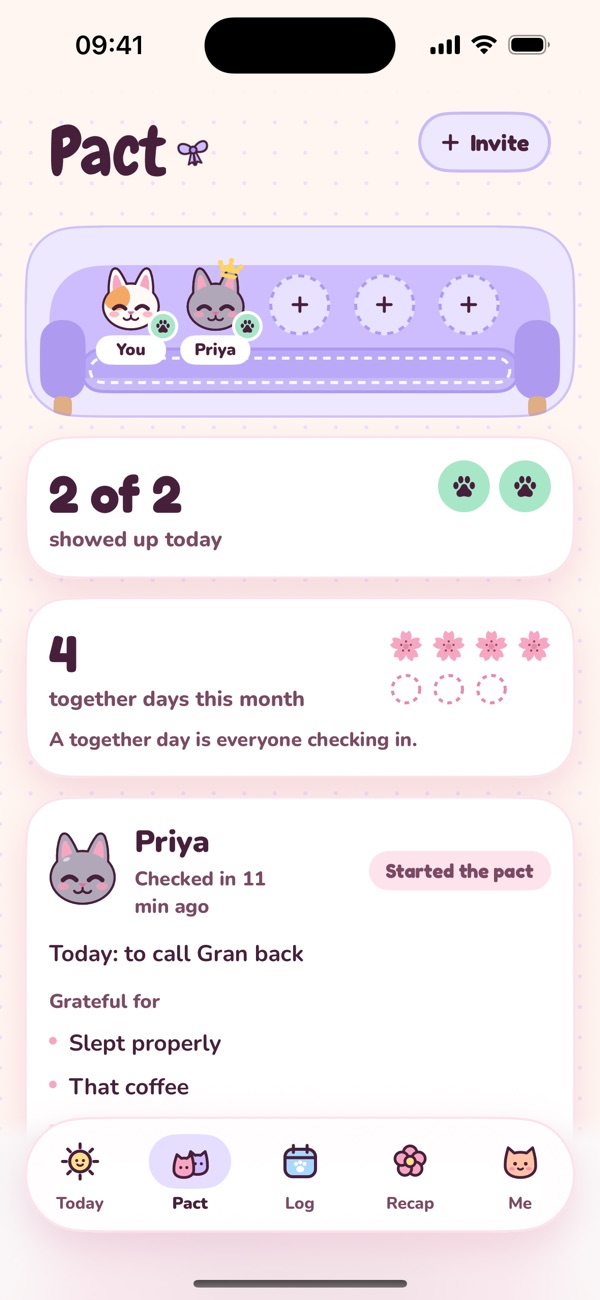 09:41
Pact
+ Invite
You
Priya
2 of 2
showed up today
4
together days this month
A together day is everyone checking in.
Priya
Checked in 11
min ago
Started the pact
Today: to call Gran back
Grateful for
• Slept properly
• That coffee
Today
Pact
Log
Recap
Me